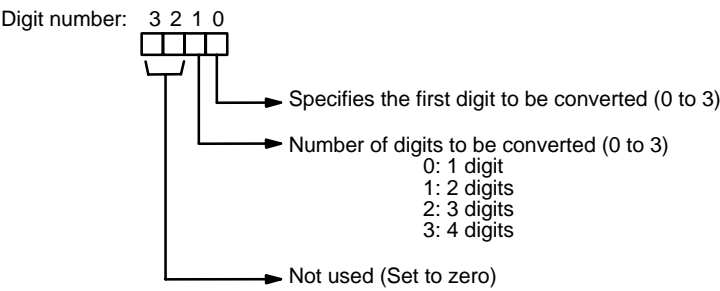 Digit number: 3 2 1 0
Specifies the first digit to be converted (0 to 3)
Number of digits to be converted (0 to 3)
0: 1 digit
1: 2 digits
2: 3 digits
3: 4 digits
Not used (Set to zero)